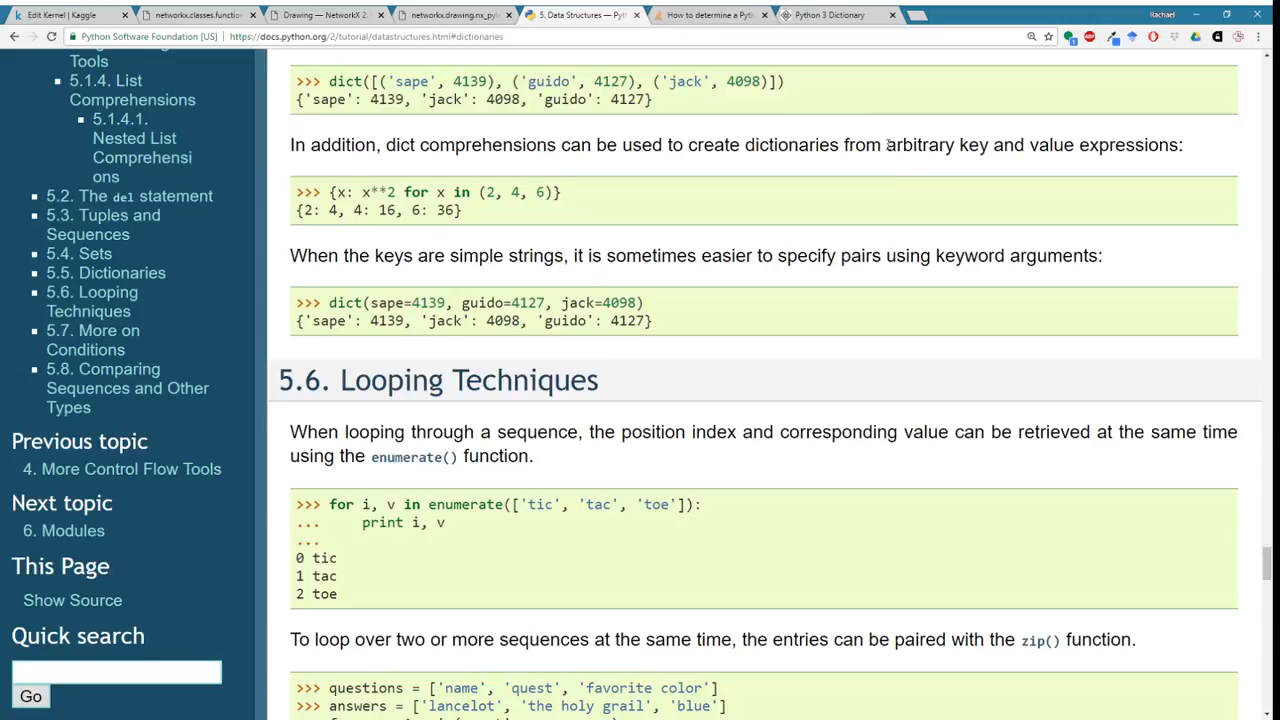 Edit Kernel | Kaggle
networkx.classes.function
Drawing — NetworkX 2.
networkx.drawing.nx_pyla
5. Data Structures — Pyt
How to determine a Pyth
Python 3 Dictionary
Rachael
Python Software Foundation [US]
https://docs.python.org/2/tutorial/datastructures.html#dictionaries
Tools
5.1.4. List
Comprehensions
5.1.4.1.
Nested List
Comprehensi
ons
5.2. The del statement
5.3. Tuples and
Sequences
5.4. Sets
5.5. Dictionaries
5.6. Looping
Techniques
5.7. More on
Conditions
5.8. Comparing
Sequences and Other
Types
Previous topic
4. More Control Flow Tools
Next topic
6. Modules
This Page
Show Source
Quick search
Go
>>> dict([('sape', 4139), ('guido', 4127), ('jack', 4098)])
{'sape': 4139, 'jack': 4098, 'guido': 4127}
In addition, dict comprehensions can be used to create dictionaries from arbitrary key and value expressions:
>>> {x: x**2 for x in (2, 4, 6)}
{2: 4, 4: 16, 6: 36}
When the keys are simple strings, it is sometimes easier to specify pairs using keyword arguments:
>>> dict(sape=4139, guido=4127, jack=4098)
{'sape': 4139, 'jack': 4098, 'guido': 4127}
5.6. Looping Techniques
When looping through a sequence, the position index and corresponding value can be retrieved at the same time
using the enumerate() function.
>>> for i, v in enumerate(['tic', 'tac', 'toe']):
... print i, v
...
0 tic
1 tac
2 toe
To loop over two or more sequences at the same time, the entries can be paired with the zip() function.
>>> questions = ['name', 'quest', 'favorite color']
>>> answers = ['lancelot', 'the holy grail', 'blue']